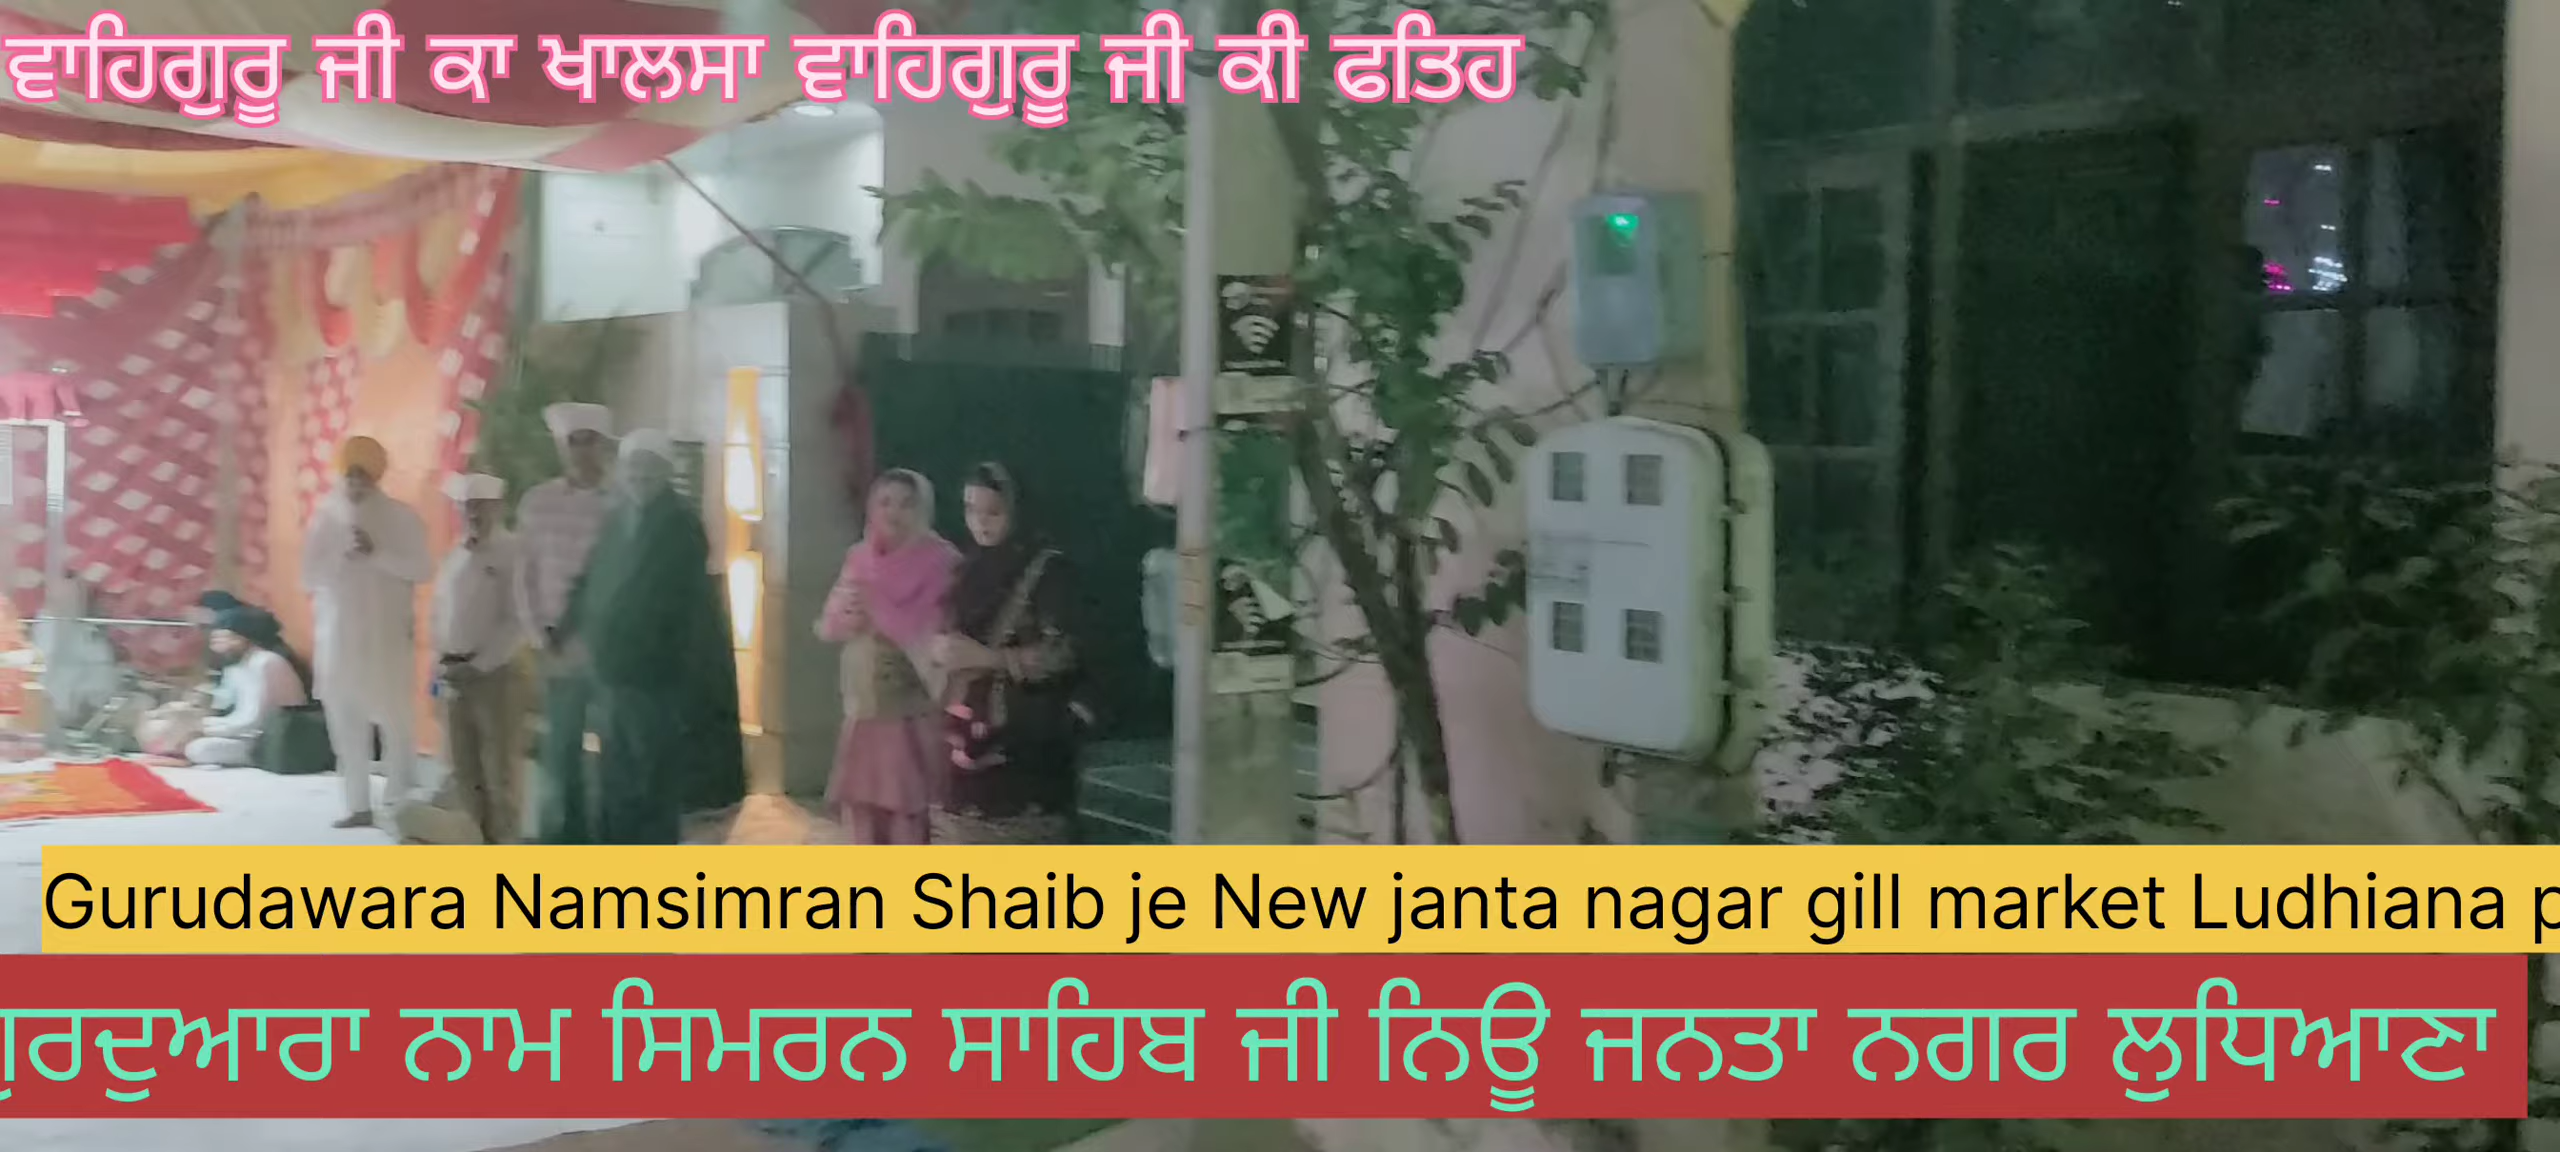 ਵਾਹਿਗੁਰੂ ਜੀ ਕਾ ਖਾਲਸਾ ਵਾਹਿਗੁਰੂ ਜੀ ਕੀ ਫਤਿਹ
Gurudawara Namsimran Shaib je New janta nagar gill market Ludhiana p
ਗੁਰਦੁਆਰਾ ਨਾਮ ਸਿਮਰਨ ਸਾਹਿਬ ਜੀ ਨਿਊ ਜਨਤਾ ਨਗਰ ਲੁਧਿਆਣਾ